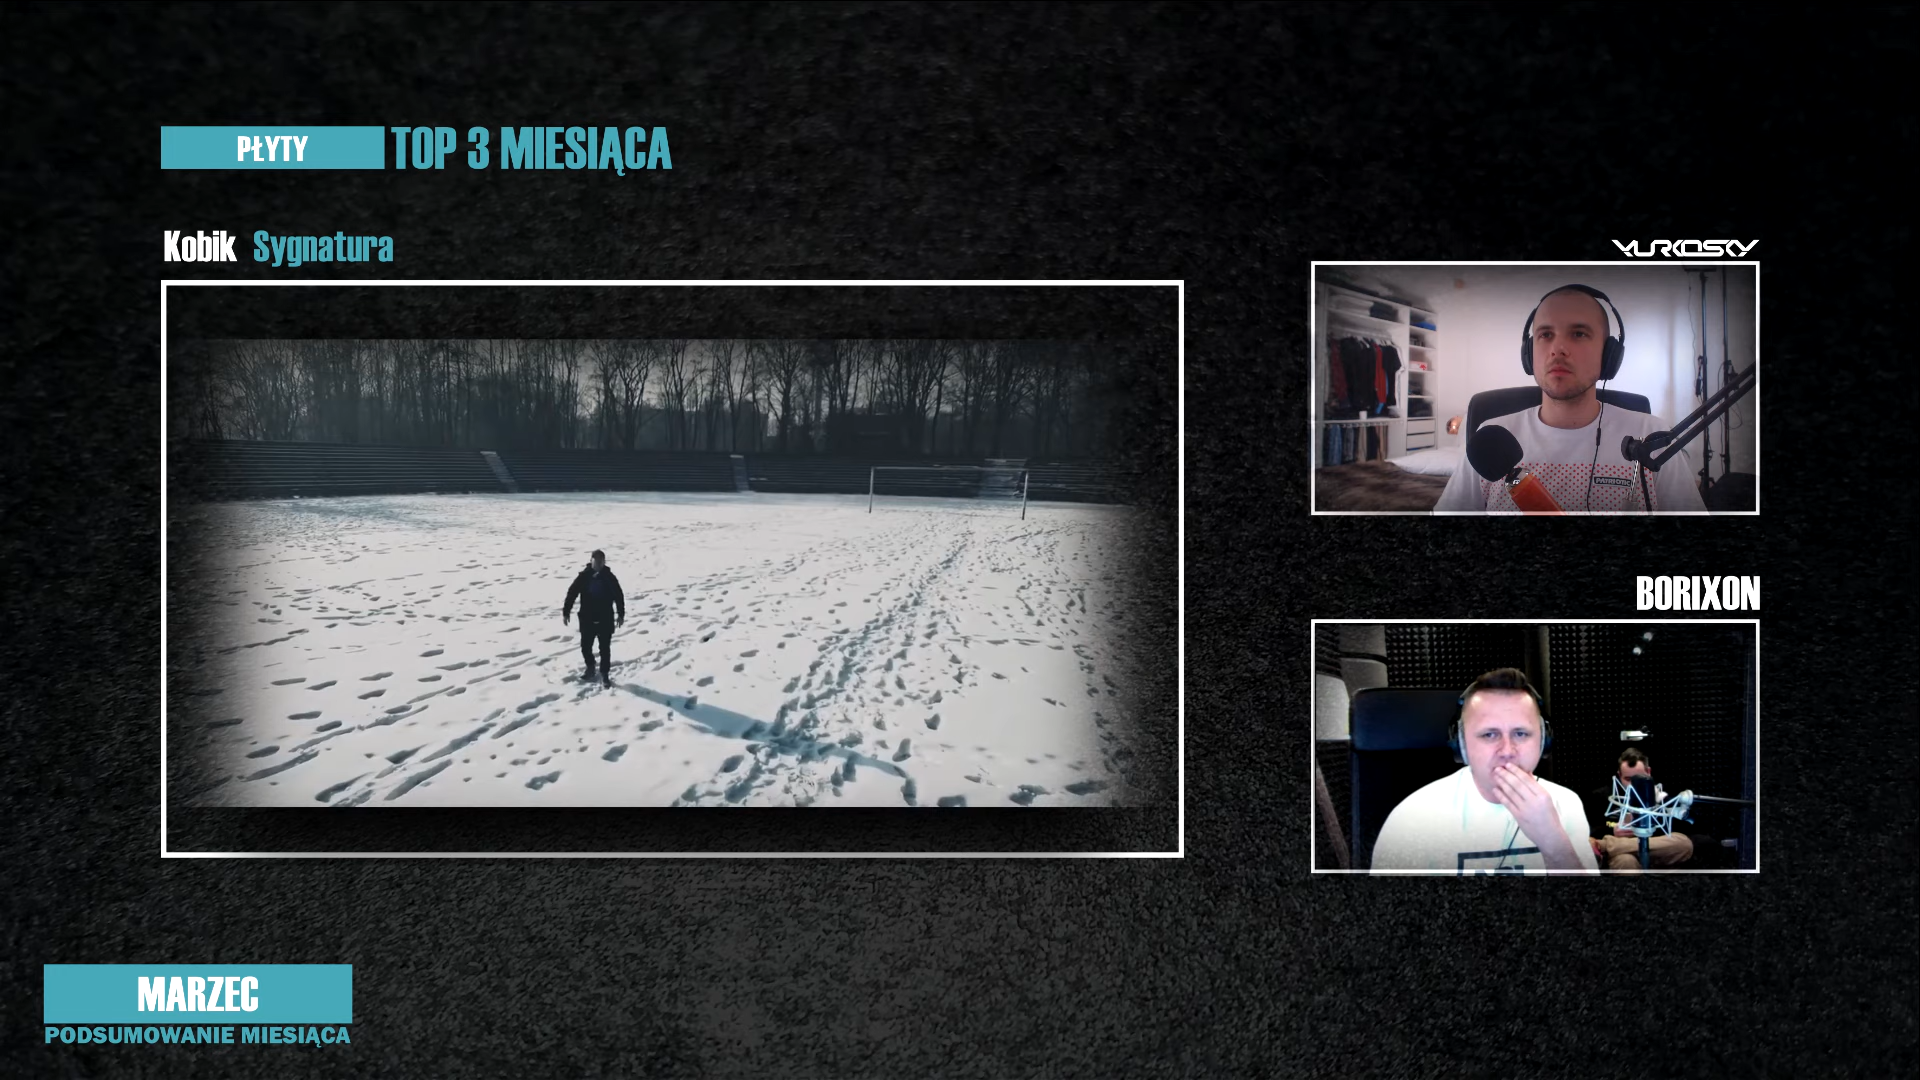 PŁYTY TOP 3 MIESIĄCA
Kobik Sygnatura
YURKOSKY
BORIXON
MARZEC
PODSUMOWANIE MIESIĄCA